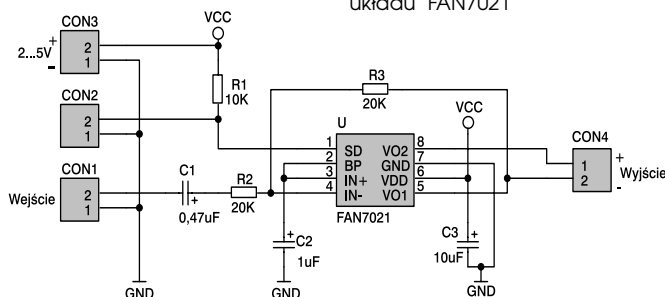 układu FAN7021
CON3
VCC
2...5V
+
-
2
1
R1
10K
R3
20K
CON2
2
1
U
VCC
CON4
1 SD VO2 8
2 BP GND 7
3 IN+ VDD 6
4 IN- VO1 5
FAN7021
1
2
+
-
Wyjście
CON1
Wejście
2
1
C1
+
0,47uF
R2
20K
+
C2
1uF
C3
+
10uF
GND
GND
GND